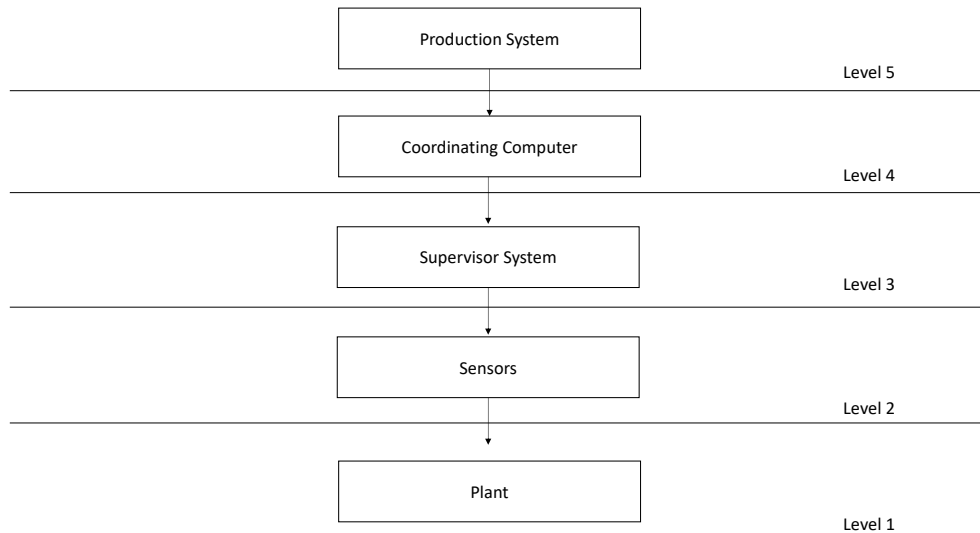 Production System
Level 5
Coordinating Computer
Level 4
Supervisor System
Level 3
Sensors
Level 2
Plant
Level 1